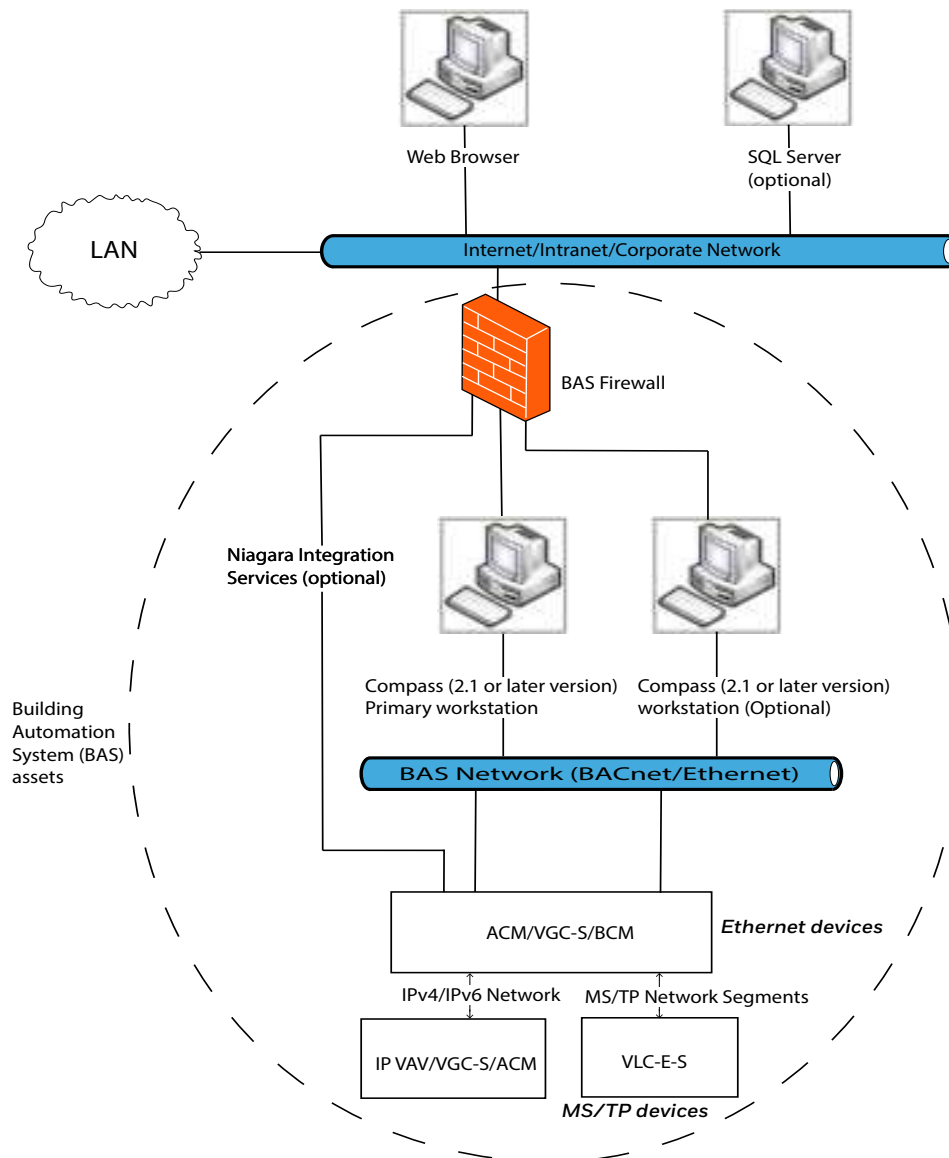 Web Browser
SQL Server
(optional)
LAN
Internet/Intranet/Corporate Network
BAS Firewall
Niagara Integration
Services (optional)
Compass (2.1 or later version)
Primary workstation
Compass (2.1 or later version)
workstation (Optional)
Building
Automation
System (BAS)
assets
BAS Network (BACnet/Ethernet)
ACM/VGC-S/BCM
Ethernet devices
IPv4/IPv6 Network
MS/TP Network Segments
IP VAV/VGC-S/ACM
VLC-E-S
MS/TP devices